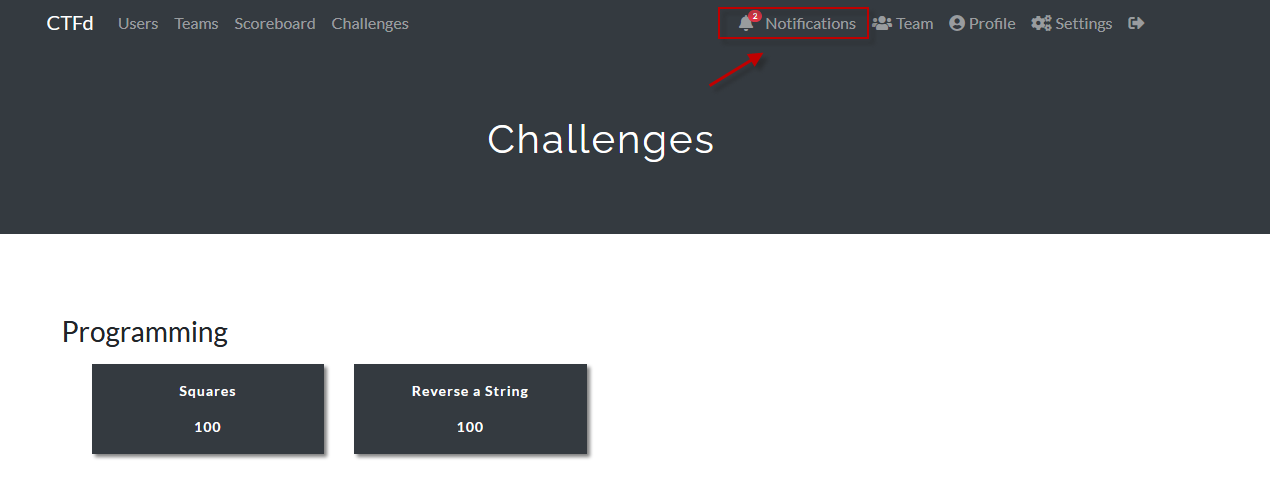 CTFd Users Teams Scoreboard Challenges 2 Notifications Team Profile Settings
Challenges
Programming
Squares Reverse a String
100 100